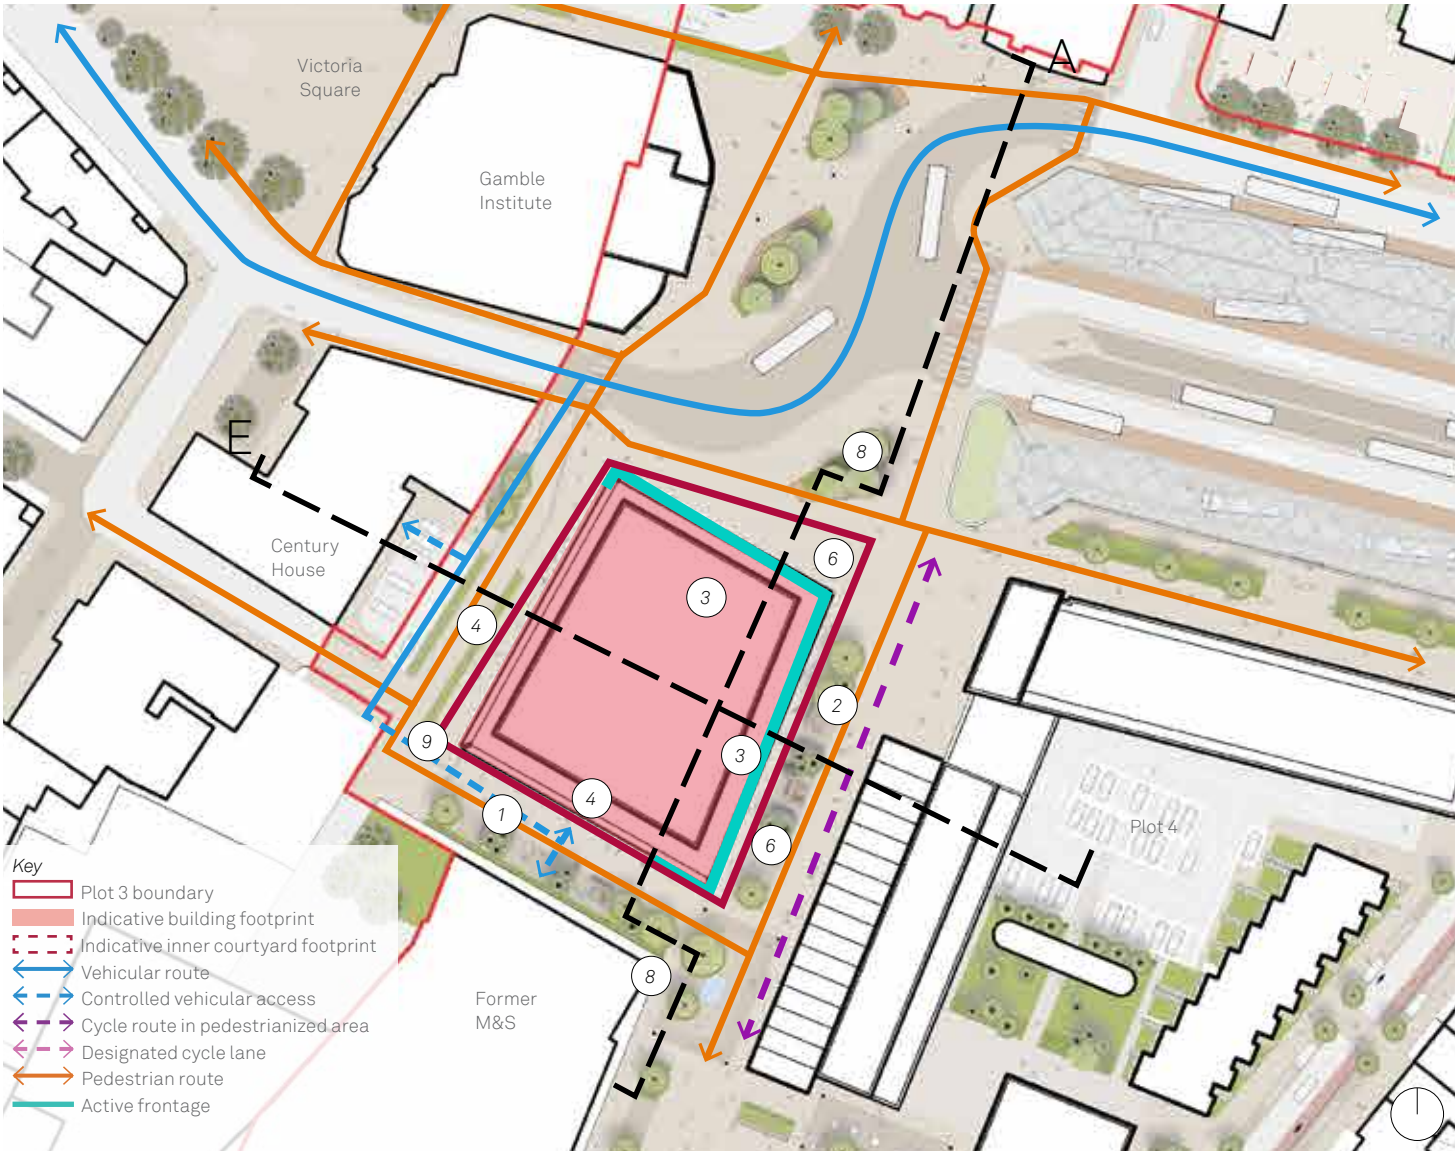 A
Victoria
Square
Gamble
Institute
E
8
Century
House
6
3
4
2
9
3
4
1
6
Plot 4
8
Former
M&S
Key
Plot 3 boundary
Indicative building footprint
Indicative inner courtyard footprint
Vehicular route
Controlled vehicular access
Cycle route in pedestrianized area
Designated cycle lane
Pedestrian route
Active frontage